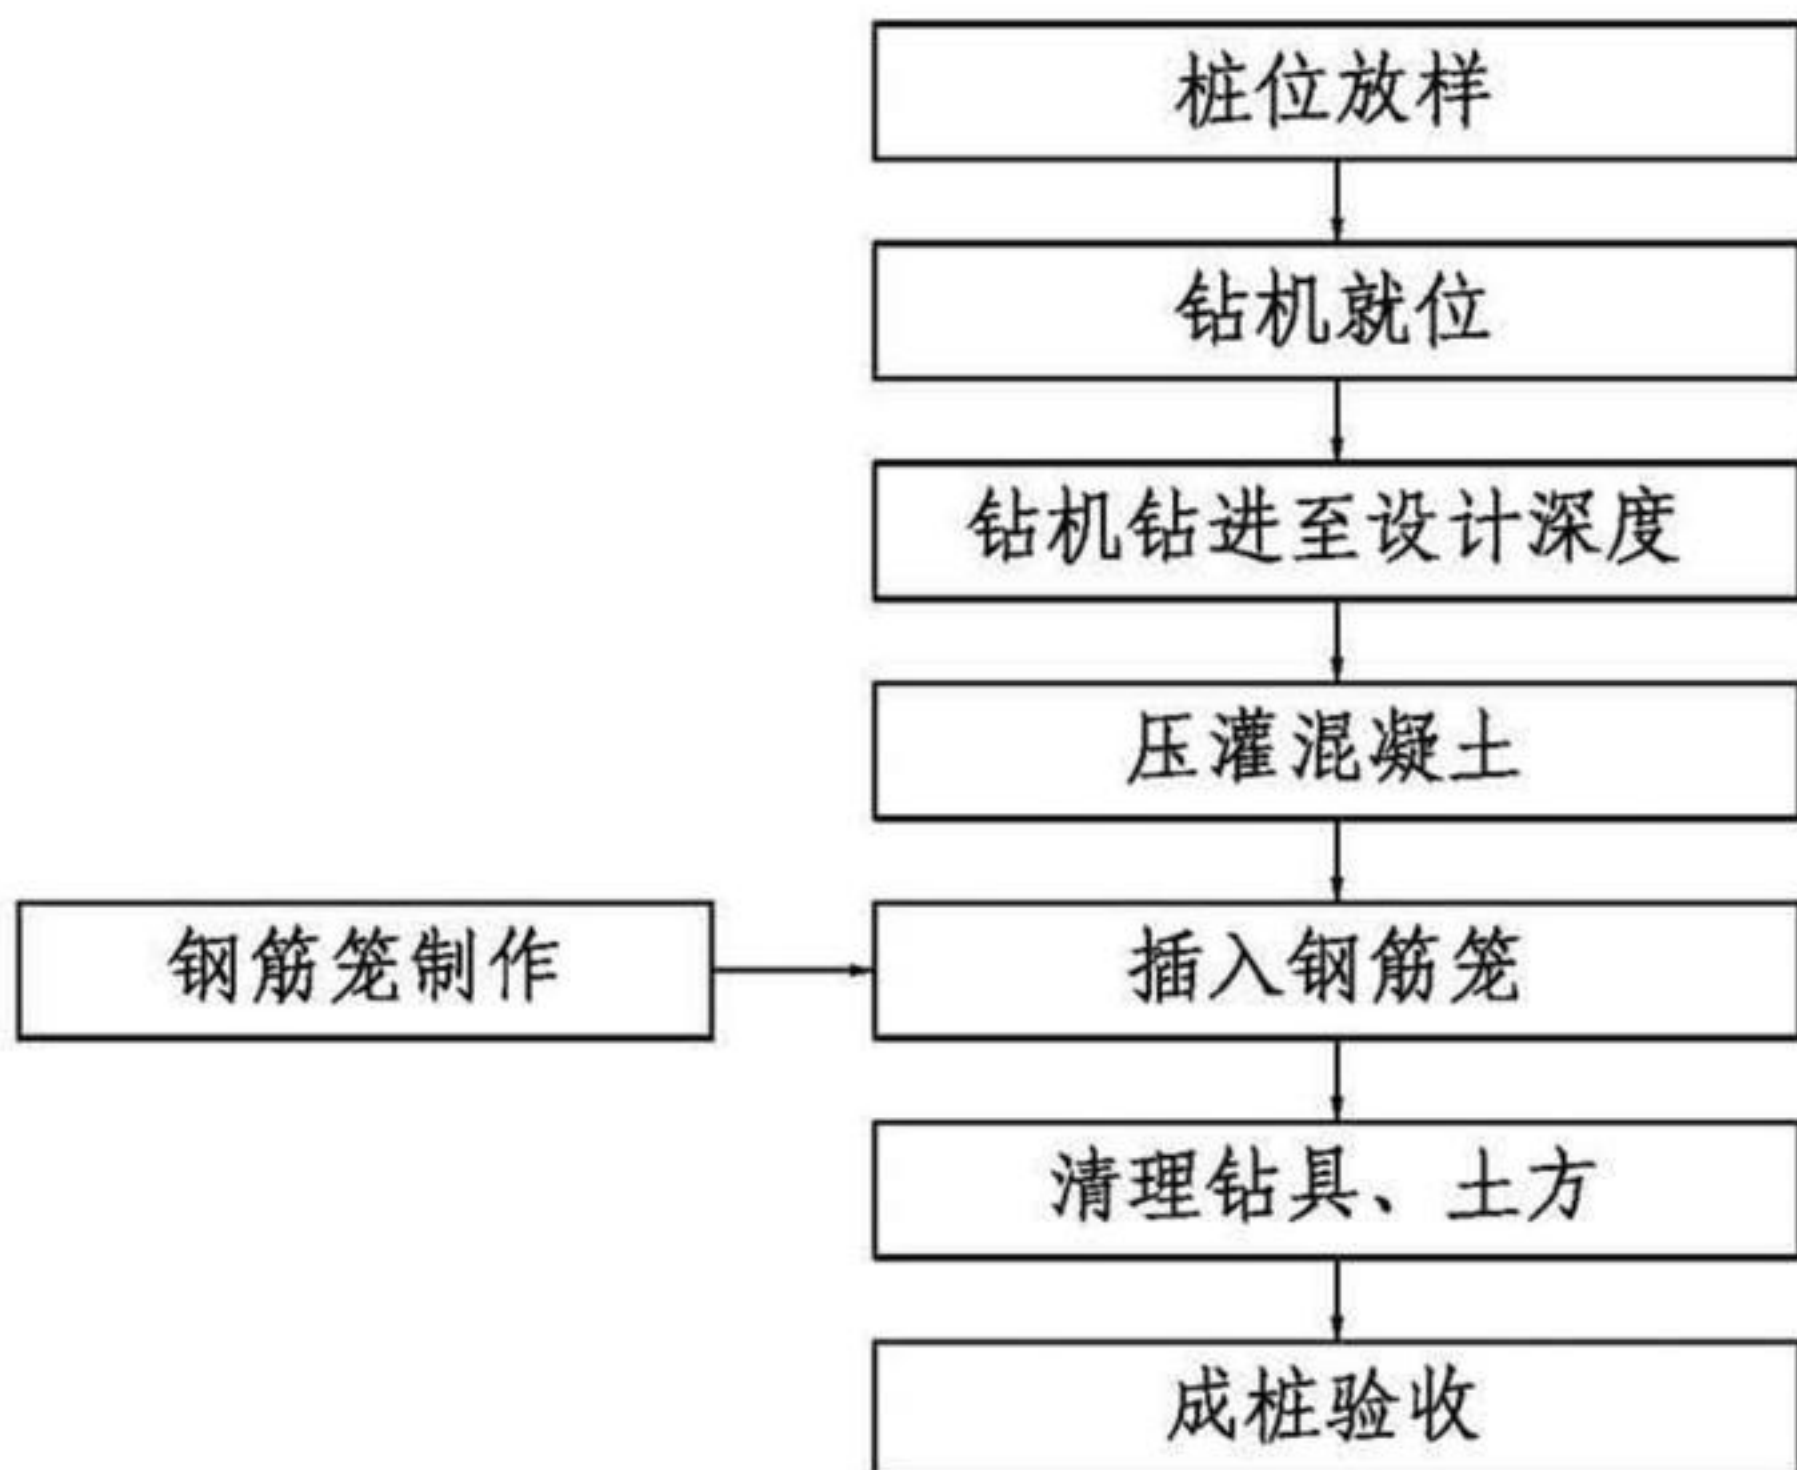 桩位放样
钻机就位
钻机钻进至设计深度
压灌混凝土
钢筋笼制作
插入钢筋笼
清理钻具、土方
成桩验收